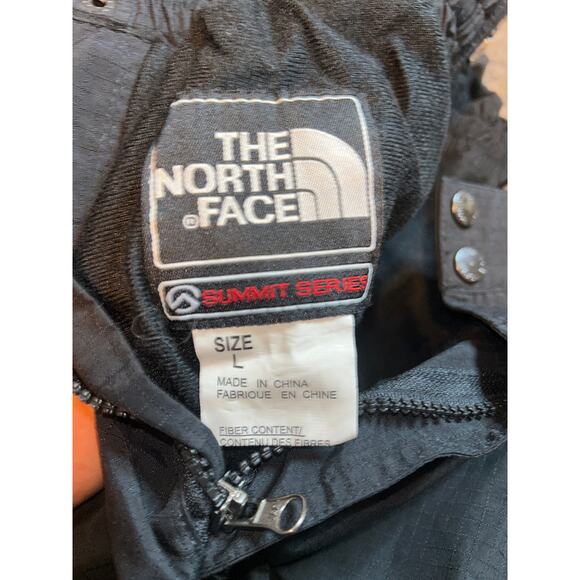 THE
NORTH
® FACE
SUMMIT SERIES
SIZE
L
MADE IN CHINA
FABRIQUE EN CHINE
FIBER CONTENT/
CONTENU DES FIBRES